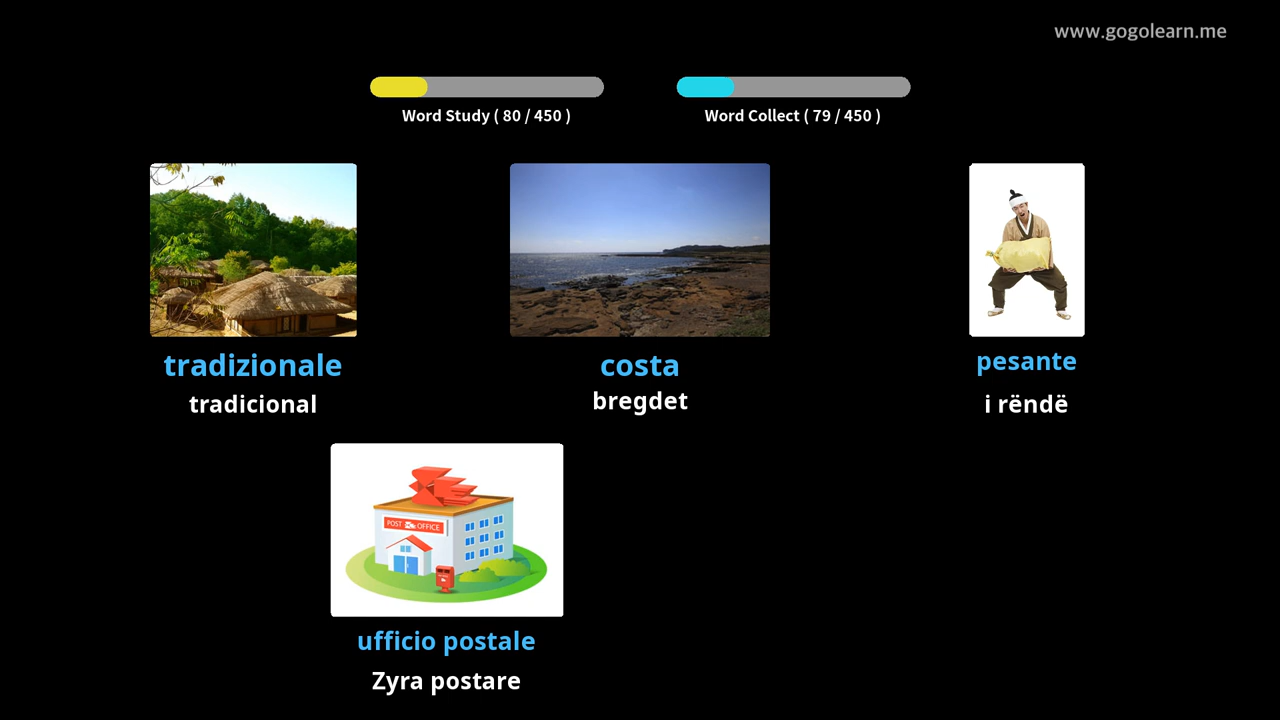 www.gogolearn.me
Word Study ( 80 / 450 )
Word Collect ( 79 / 450 )
tradizionale
tradicional
costa
bregdet
pesante
i rëndë
POST OFFICE
ufficio postale
Zyra postare